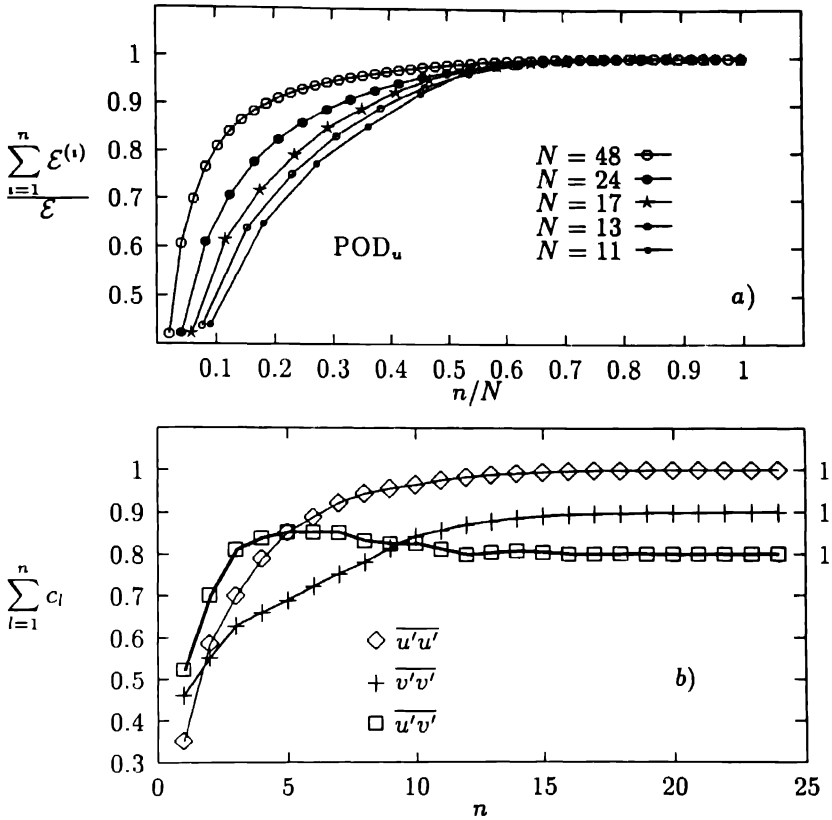 1
0.9
0.8
0.7
0.6
0.5
n
∑ ℰ⁽ⁱ⁾
i=1
ℰ
N = 48
N = 24
N = 17
N = 13
N = 11
POD_u
a)
0.1 0.2 0.3 0.4 0.5 0.6 0.7 0.8 0.9 1
n/N
1 1
0.9 1
0.8 1
0.7
0.6
0.5
0.4
0.3
n
∑ c_l
l=1
u'u'
v'v'
u'v'
b)
0 5 10 15 20 25
n